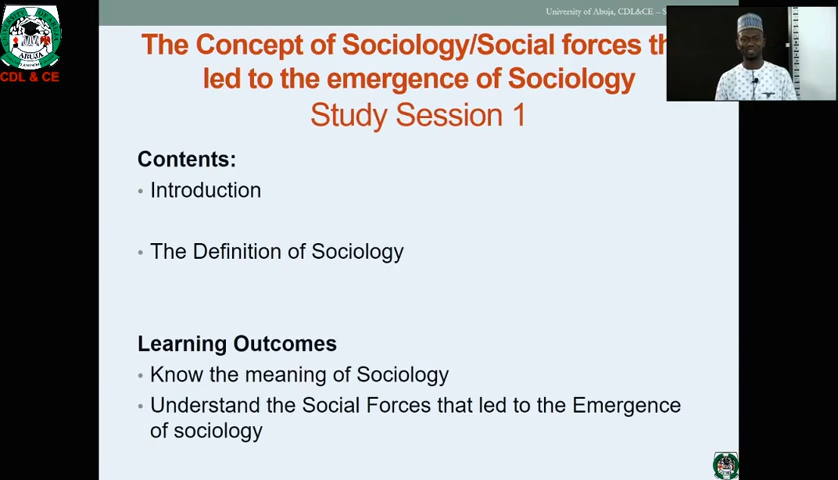 University of Abuja, CDL&CE – S
The Concept of Sociology/Social forces th
led to the emergence of Sociology
Study Session 1
ABUJA
CDL & CE
Contents:
• Introduction
• The Definition of Sociology
Learning Outcomes
• Know the meaning of Sociology
• Understand the Social Forces that led to the Emergence
of sociology